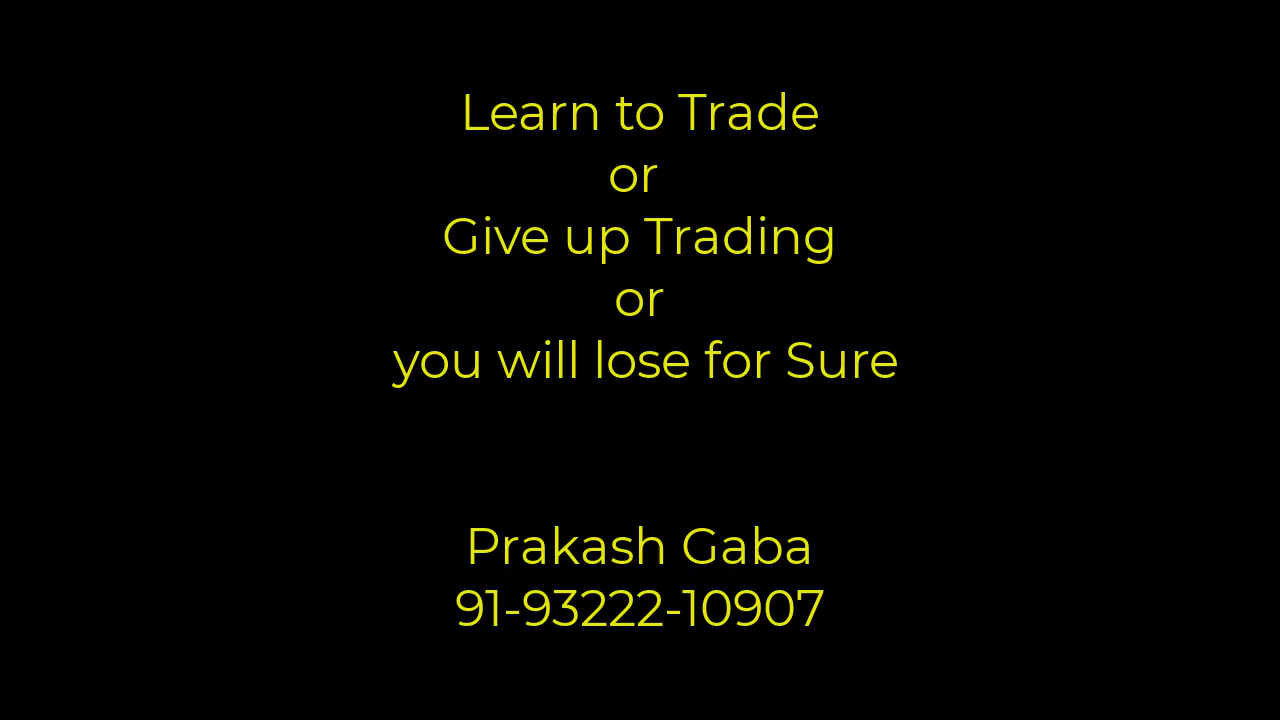 Learn to Trade
or
Give up Trading
or
you will lose for Sure
Prakash Gaba
91-93222-10907